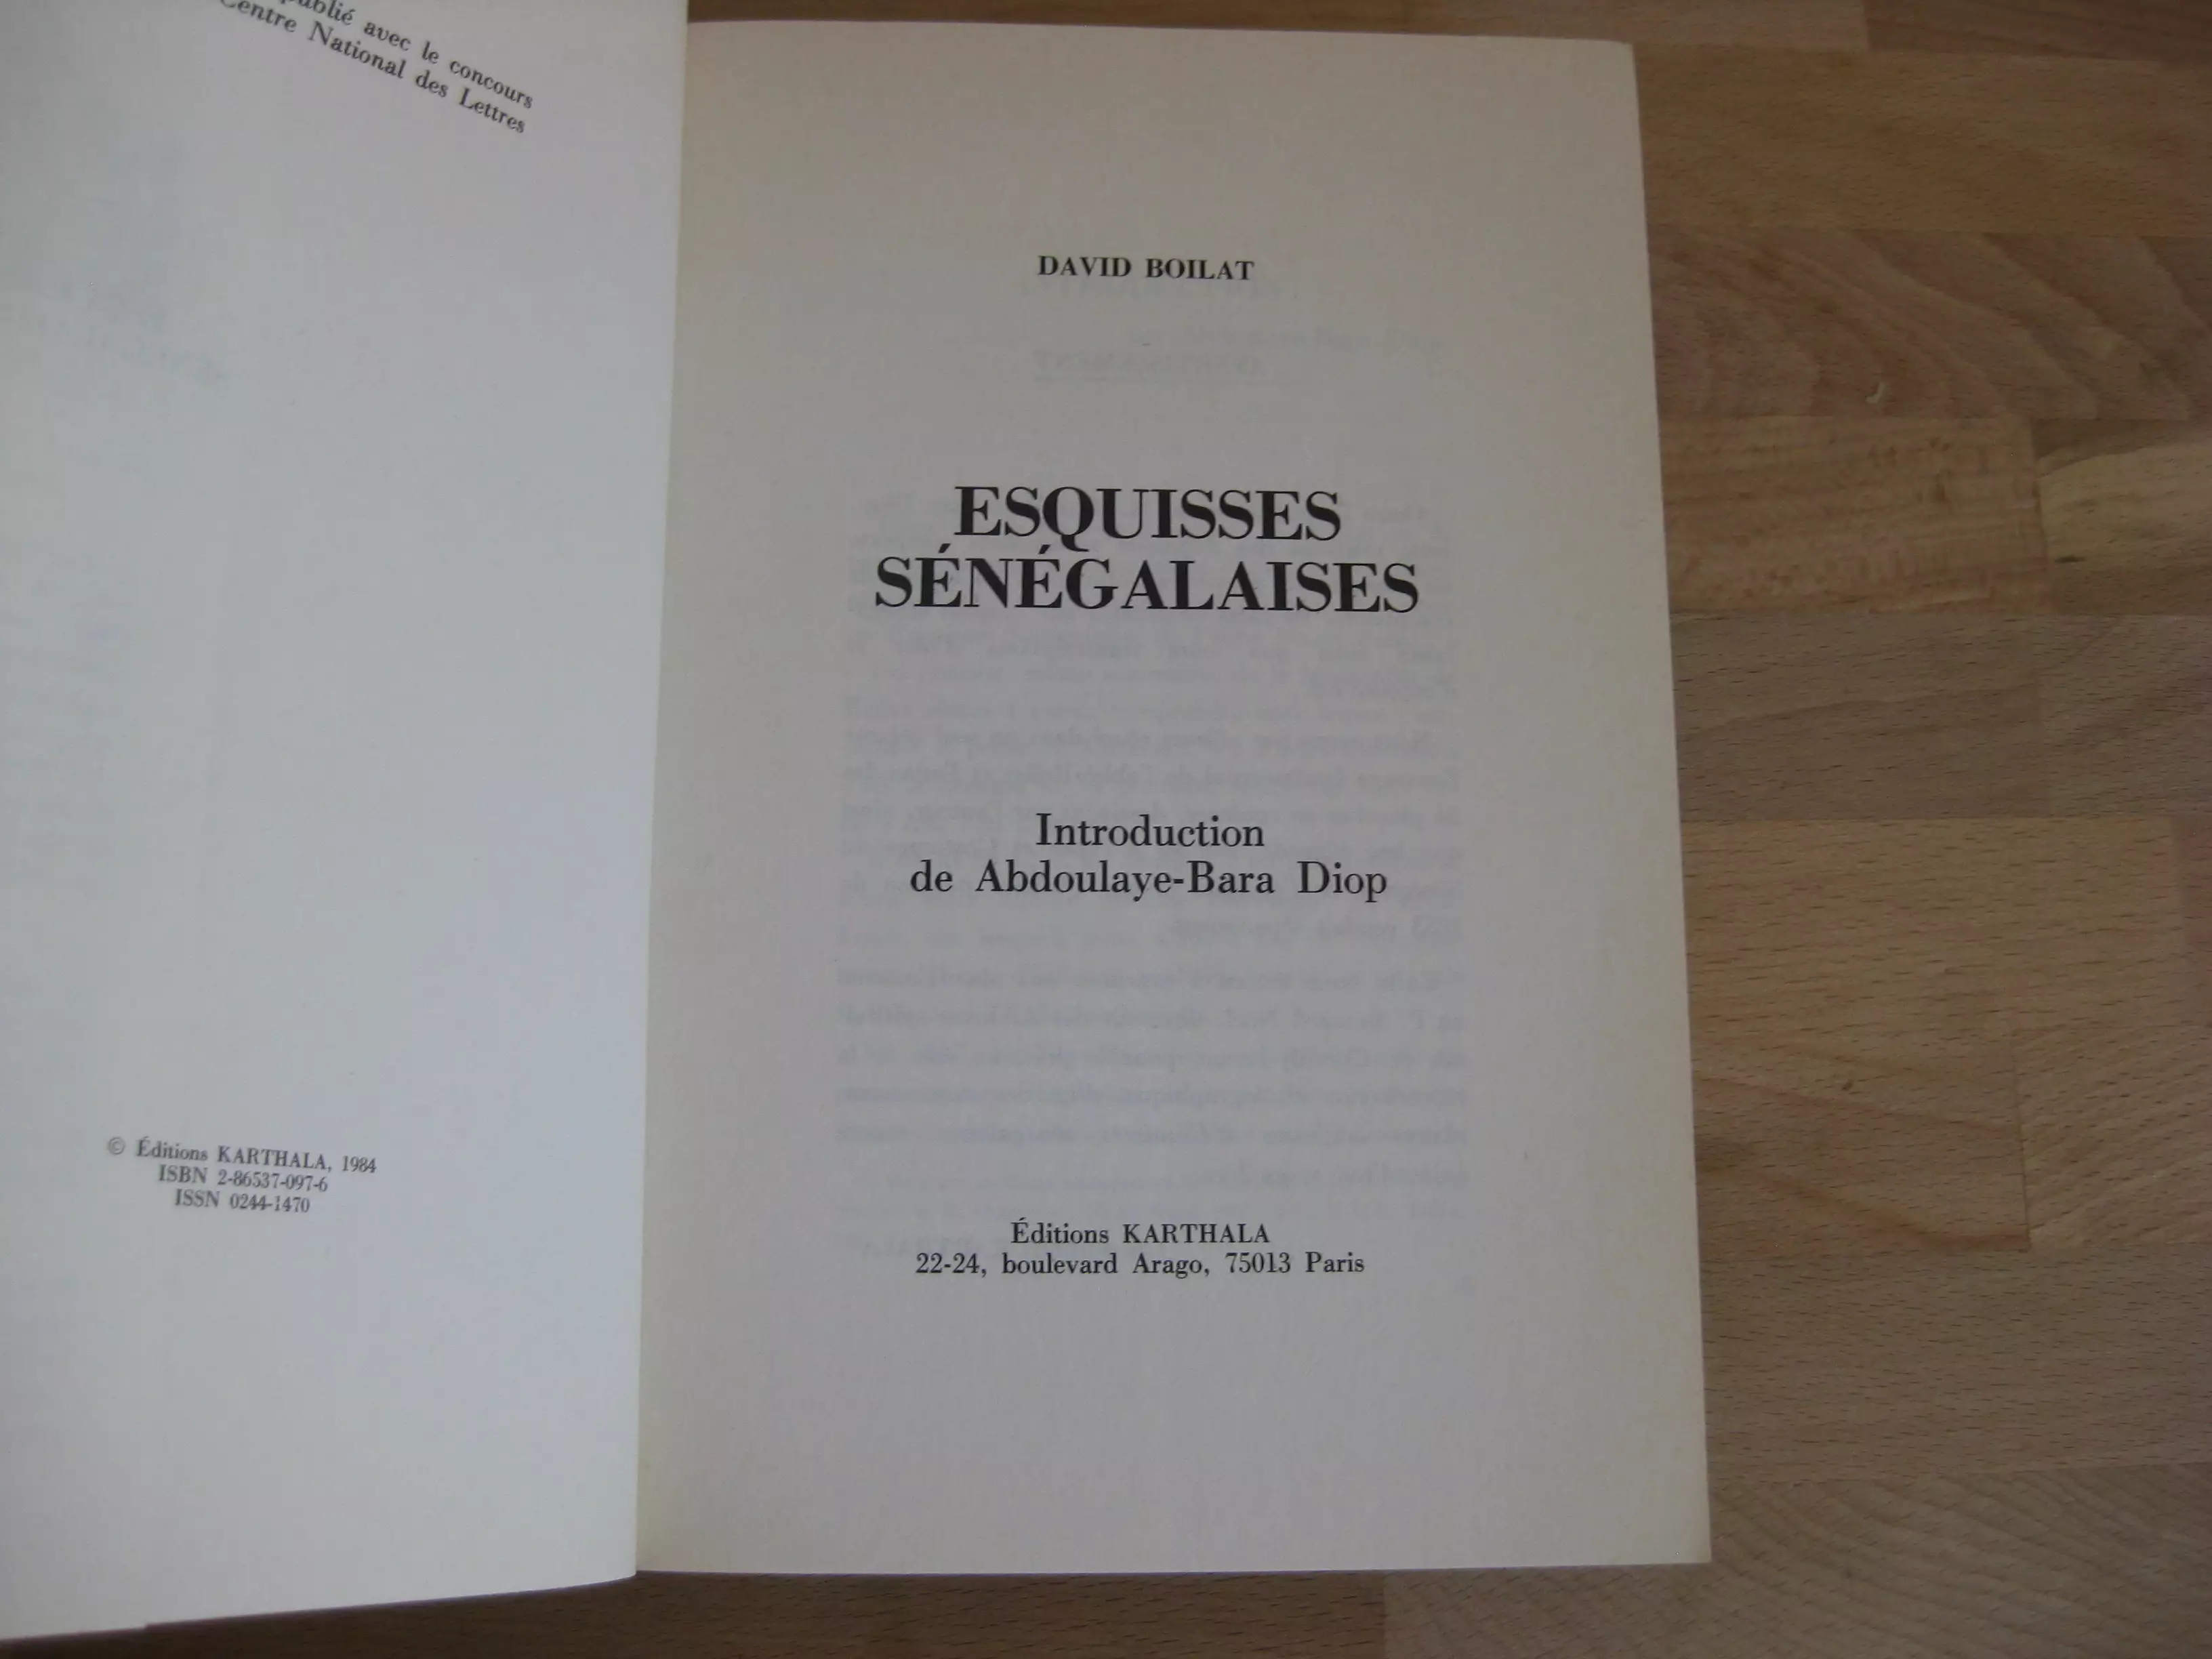 publié avec le concours
Centre National des Lettres
© Éditions KARTHALA, 1984
ISBN 2-86537-097-6
ISSN 0244-1470
DAVID BOILAT
ESQUISSES
SÉNÉGALAISES
Introduction
de Abdoulaye-Bara Diop
Éditions KARTHALA
22-24, boulevard Arago, 75013 Paris